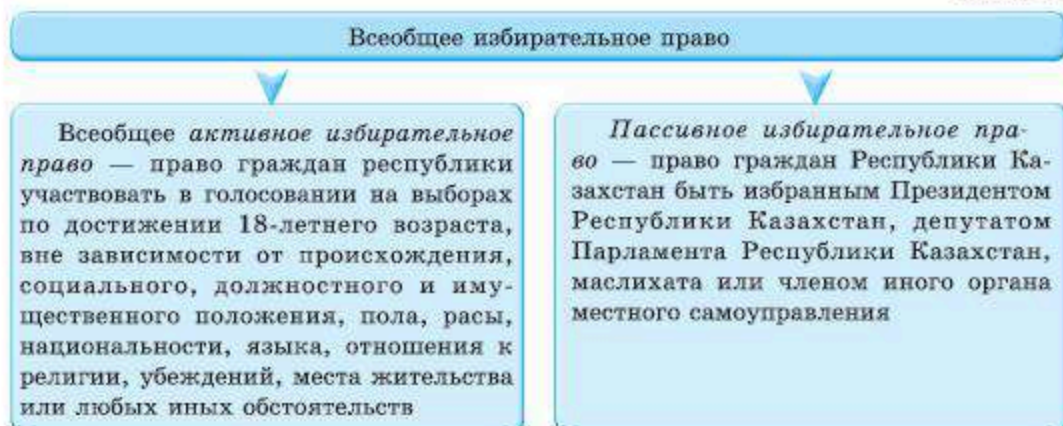 Всеобщее избирательное право
Всеобщее активное избирательное
право — право граждан республики
участвовать в голосовании на выборах
по достижении 18-летнего возраста,
вне зависимости от происхождения,
социального, должностного и иму-
щественного положения, пола, расы,
национальности, языка, отношения к
религии, убеждений, места жительства
или любых иных обстоятельств
Пассивное избирательное пра-
во — право граждан Республики Ка-
захстан быть избранным Президентом
Республики Казахстан, депутатом
Парламента Республики Казахстан,
маслихата или членом иного органа
местного самоуправления